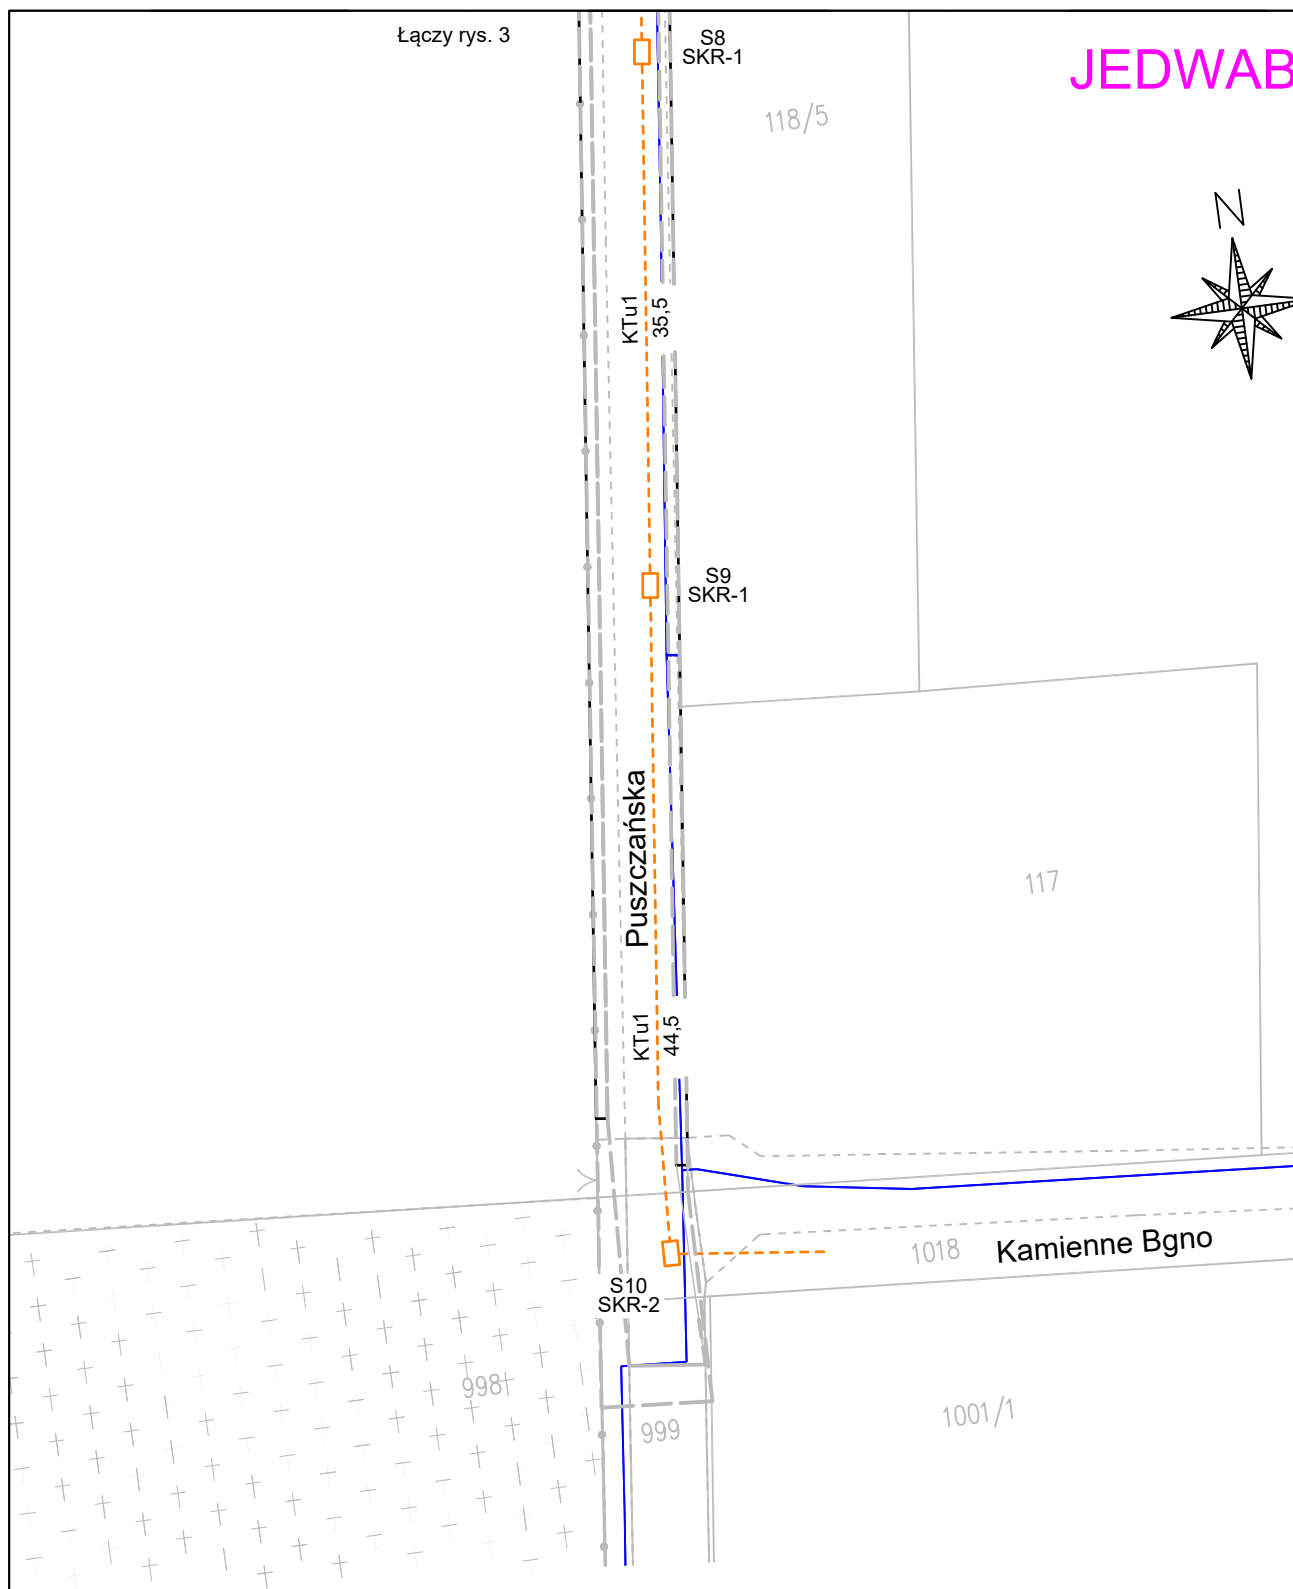 Łączy rys. 3
S8
SKR-1
JEDWAB
118/5
N
KTu1
35,5
S9
SKR-1
Puszczańska
117
KTu1
44,5
1018
Kamienne Bgno
S10
SKR-2
998
999
1001/1